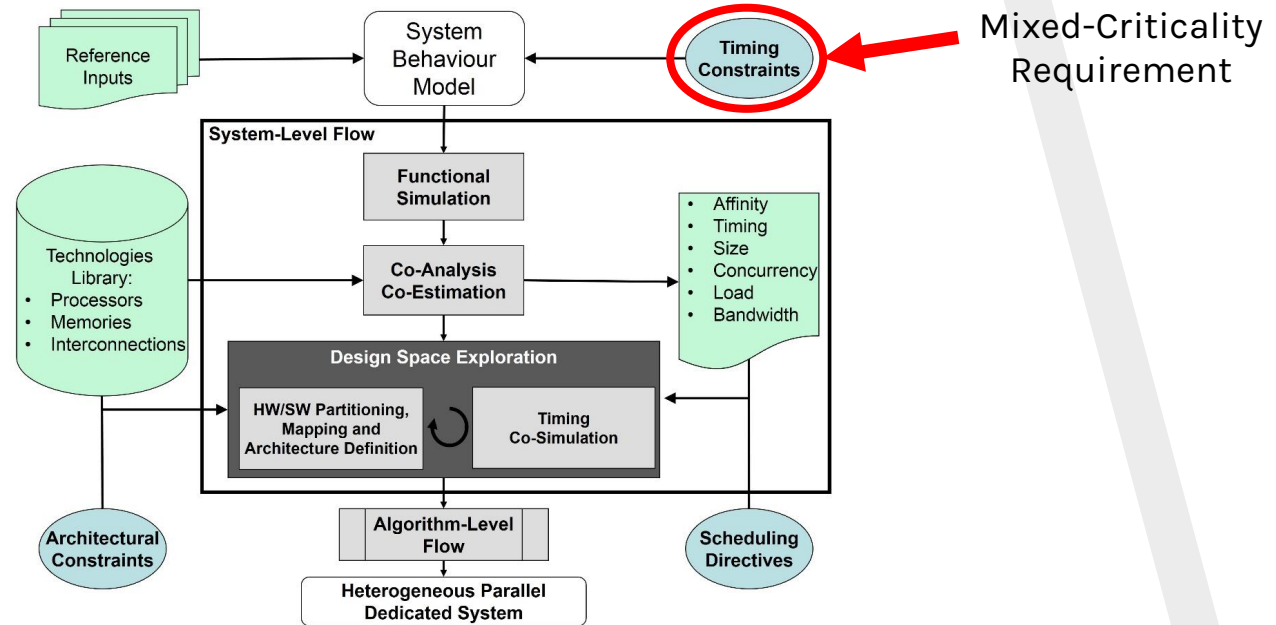 Reference
Inputs
System
Behaviour
Model
Timing
Constraints
Mixed-Criticality
Requirement
System-Level Flow
Functional
Simulation
Technologies
Library:
• Processors
• Memories
• Interconnections
Co-Analysis
Co-Estimation
• Affinity
• Timing
• Size
• Concurrency
• Load
• Bandwidth
Design Space Exploration
HW/SW Partitioning,
Mapping and
Architecture Definition
Timing
Co-Simulation
Architectural
Constraints
Algorithm-Level
Flow
Scheduling
Directives
Heterogeneous Parallel
Dedicated System